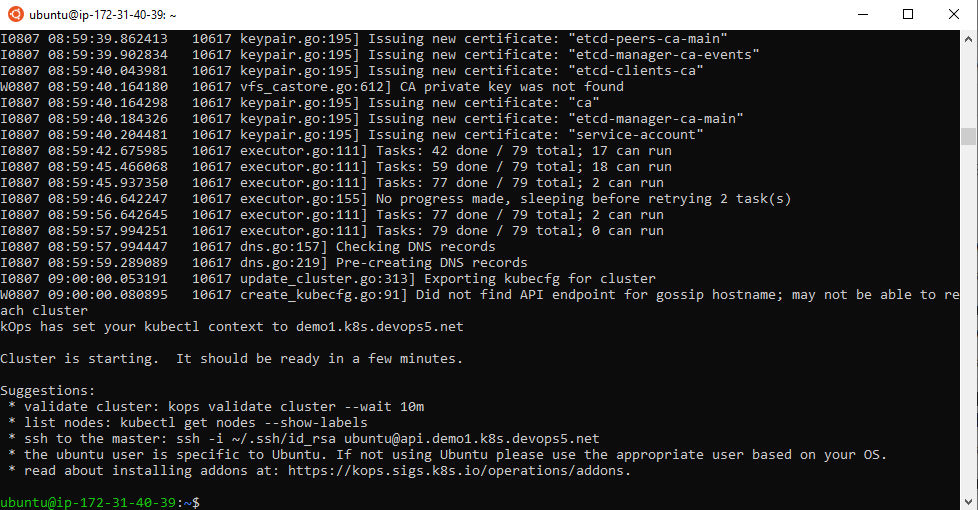 ubuntu@ip-172-31-40-39: ~
I0807 08:59:39.862413   10617 keypair.go:195] Issuing new certificate: "etcd-peers-ca-main"
I0807 08:59:39.902834   10617 keypair.go:195] Issuing new certificate: "etcd-manager-ca-events"
I0807 08:59:40.043981   10617 keypair.go:195] Issuing new certificate: "etcd-clients-ca"
W0807 08:59:40.164180   10617 vfs_castore.go:612] CA private key was not found
I0807 08:59:40.164298   10617 keypair.go:195] Issuing new certificate: "ca"
I0807 08:59:40.184326   10617 keypair.go:195] Issuing new certificate: "etcd-manager-ca-main"
I0807 08:59:40.204481   10617 keypair.go:195] Issuing new certificate: "service-account"
I0807 08:59:42.675985   10617 executor.go:111] Tasks: 42 done / 79 total; 17 can run
I0807 08:59:45.466068   10617 executor.go:111] Tasks: 59 done / 79 total; 18 can run
I0807 08:59:45.937350   10617 executor.go:111] Tasks: 77 done / 79 total; 2 can run
I0807 08:59:46.642247   10617 executor.go:155] No progress made, sleeping before retrying 2 task(s)
I0807 08:59:56.642645   10617 executor.go:111] Tasks: 77 done / 79 total; 2 can run
I0807 08:59:57.994251   10617 executor.go:111] Tasks: 79 done / 79 total; 0 can run
I0807 08:59:57.994447   10617 dns.go:157] Checking DNS records
I0807 08:59:59.289089   10617 dns.go:219] Pre-creating DNS records
I0807 09:00:00.053191   10617 update_cluster.go:313] Exporting kubecfg for cluster
W0807 09:00:00.080895   10617 create_kubecfg.go:91] Did not find API endpoint for gossip hostname; may not be able to re
ach cluster
kOps has set your kubectl context to demo1.k8s.devops5.net

Cluster is starting.  It should be ready in a few minutes.

Suggestions:
 * validate cluster: kops validate cluster --wait 10m
 * list nodes: kubectl get nodes --show-labels
 * ssh to the master: ssh -i ~/.ssh/id_rsa ubuntu@api.demo1.k8s.devops5.net
 * the ubuntu user is specific to Ubuntu. If not using Ubuntu please use the appropriate user based on your OS.
 * read about installing addons at: https://kops.sigs.k8s.io/operations/addons.

ubuntu@ip-172-31-40-39:~$